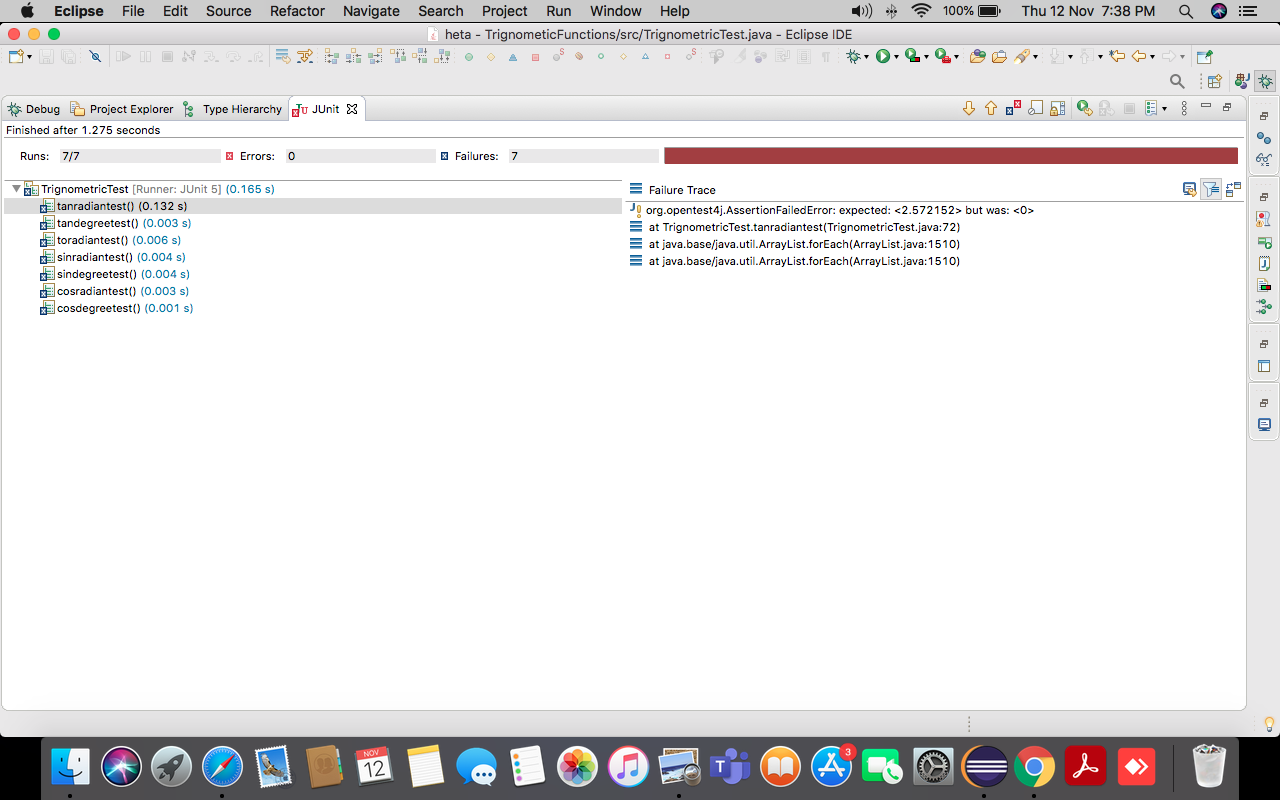 Eclipse File Edit Source Refactor Navigate Search Project Run Window Help 100% Thu 12 Nov 7:38 PM
heta - TrignometicFunctions/src/TrignometricTest.java - Eclipse IDE
Debug Project Explorer Type Hierarchy JUnit
Finished after 1.275 seconds
Runs: 7/7 Errors: 0 Failures: 7
TrignometricTest [Runner: JUnit 5] (0.165 s)
tanradiantest() (0.132 s)
tandegreetest() (0.003 s)
toradiantest() (0.006 s)
sinradiantest() (0.004 s)
sindegreetest() (0.004 s)
cosradiantest() (0.003 s)
cosdegreetest() (0.001 s)
Failure Trace
org.opentest4j.AssertionFailedError: expected: <2.572152> but was: <0>
at TrignometricTest.tanradiantest(TrignometricTest.java:72)
at java.base/java.util.ArrayList.forEach(ArrayList.java:1510)
at java.base/java.util.ArrayList.forEach(ArrayList.java:1510)
NOV
12
3